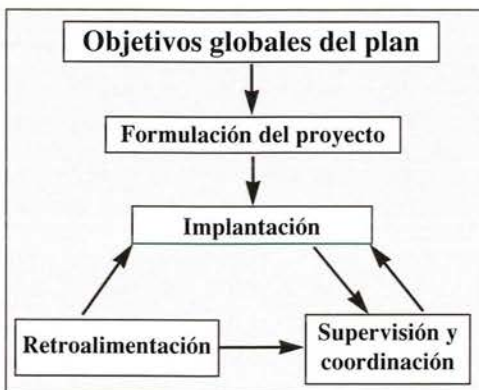 Objetivos globales del plan
Formulación del proyecto
Implantación
Retroalimentación
Supervisión y
coordinación